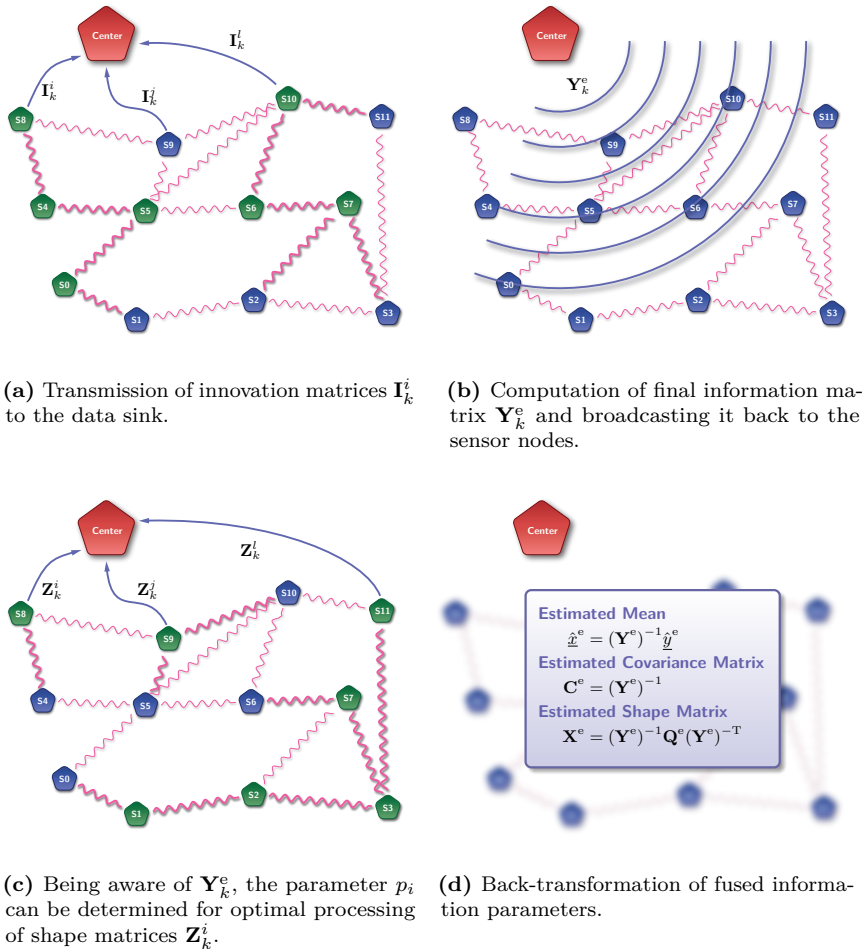 Center
I_k^i
I_k^j
I_k^l
S8
S9
S10
S11
S4
S5
S6
S7
S0
S1
S2
S3
(a) Transmission of innovation matrices I_k^i
to the data sink.
Center
Y_k^e
S8
S9
S10
S11
S4
S5
S6
S7
S0
S1
S2
S3
(b) Computation of final information ma-
trix Y_k^e and broadcasting it back to the
sensor nodes.
Center
Z_k^i
Z_k^j
Z_k^l
S8
S9
S10
S11
S4
S5
S6
S7
S0
S1
S2
S3
(c) Being aware of Y_k^e, the parameter p_i
can be determined for optimal processing
of shape matrices Z_k^i.
Center
Estimated Mean
x̲̂^e = (Y^e)^{-1} ŷ̲^e
Estimated Covariance Matrix
C^e = (Y^e)^{-1}
Estimated Shape Matrix
X^e = (Y^e)^{-1} Q^e (Y^e)^{-T}
(d) Back-transformation of fused informa-
tion parameters.